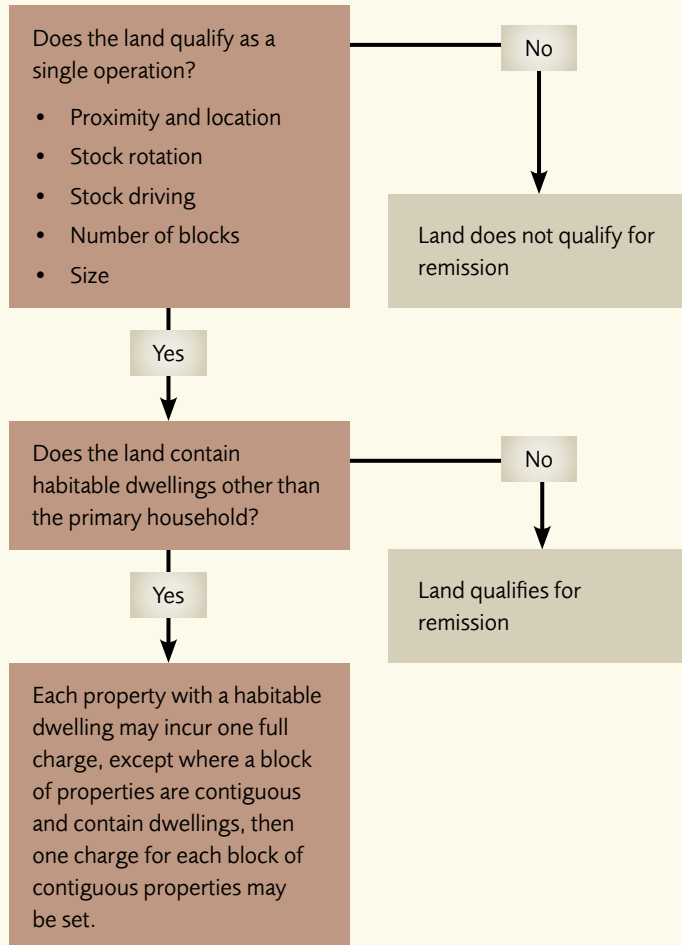 Does the land qualify as a
single operation?
• Proximity and location
• Stock rotation
• Stock driving
• Number of blocks
• Size
No
Land does not qualify for
remission
Yes
Does the land contain
habitable dwellings other than
the primary household?
No
Land qualifies for
remission
Yes
Each property with a habitable
dwelling may incur one full
charge, except where a block
of properties are contiguous
and contain dwellings, then
one charge for each block of
contiguous properties may
be set.